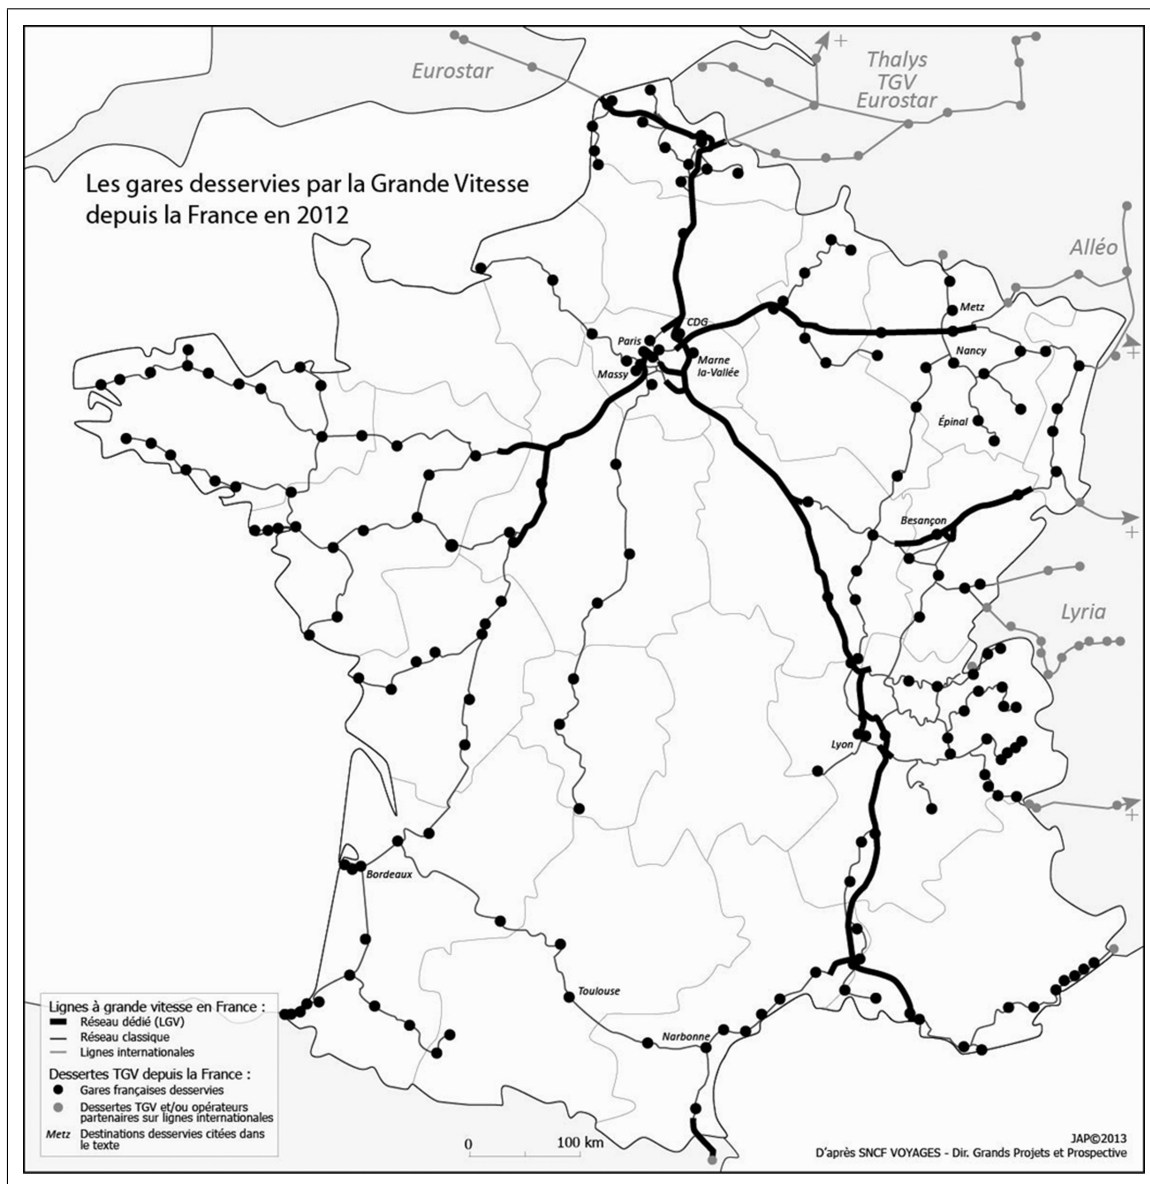 Eurostar
Thalys
TGV
Eurostar
+
Les gares desservies par la Grande Vitesse
depuis la France en 2012
Alléo
Metz
CDG
Paris
Nancy
+
Marne
la-Vallée
Massy
Épinal
Besançon
+
Lyria
Lyon
+
Bordeaux
Toulouse
Narbonne
Lignes à grande vitesse en France :
Réseau dédié (LGV)
Réseau classique
Lignes internationales
Dessertes TGV depuis la France :
Gares françaises desservies
Dessertes TGV et/ou opérateurs
partenaires sur lignes internationales
Metz Destinations desservies citées dans
le texte
0 100 km
JAP©2013
D'après SNCF VOYAGES - Dir. Grands Projets et Prospective